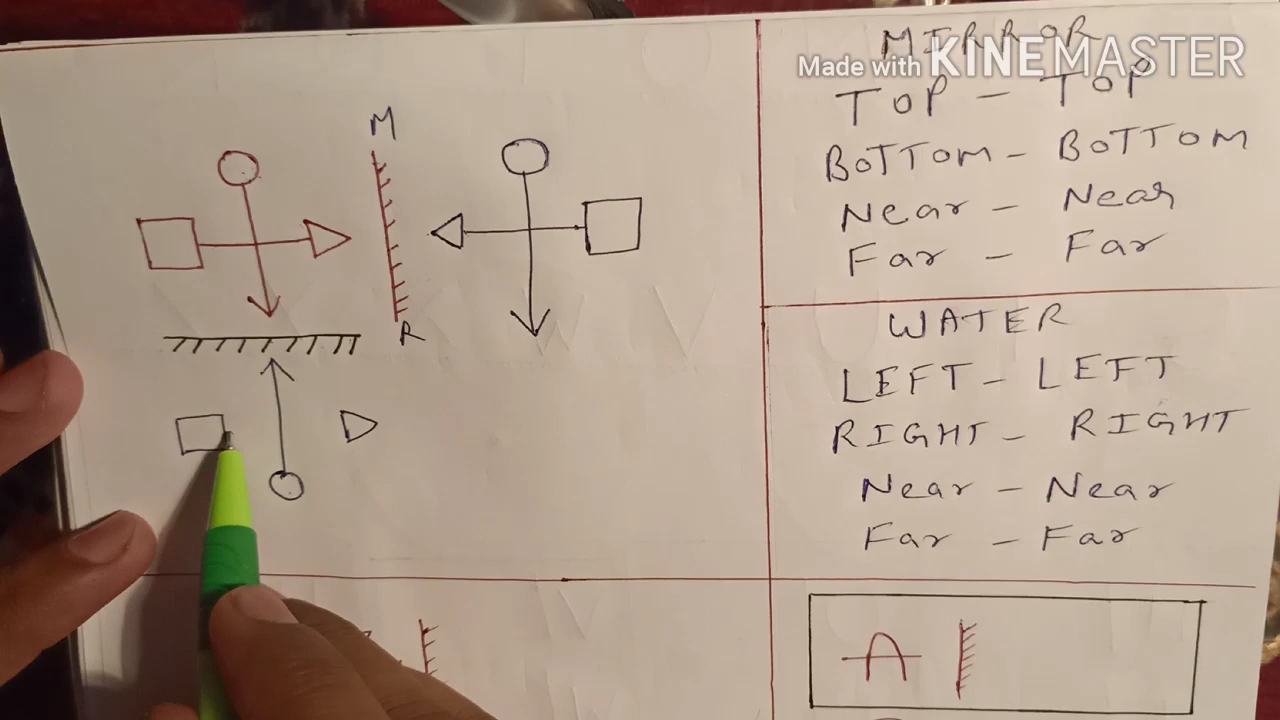 MIRROR
Made with KINEMASTER
TOP - TOP
BOTTOM - BOTTOM
Near - Near
Far - Far
M
R
WATER
LEFT - LEFT
RIGHT - RIGHT
Near - Near
Far - Far
A